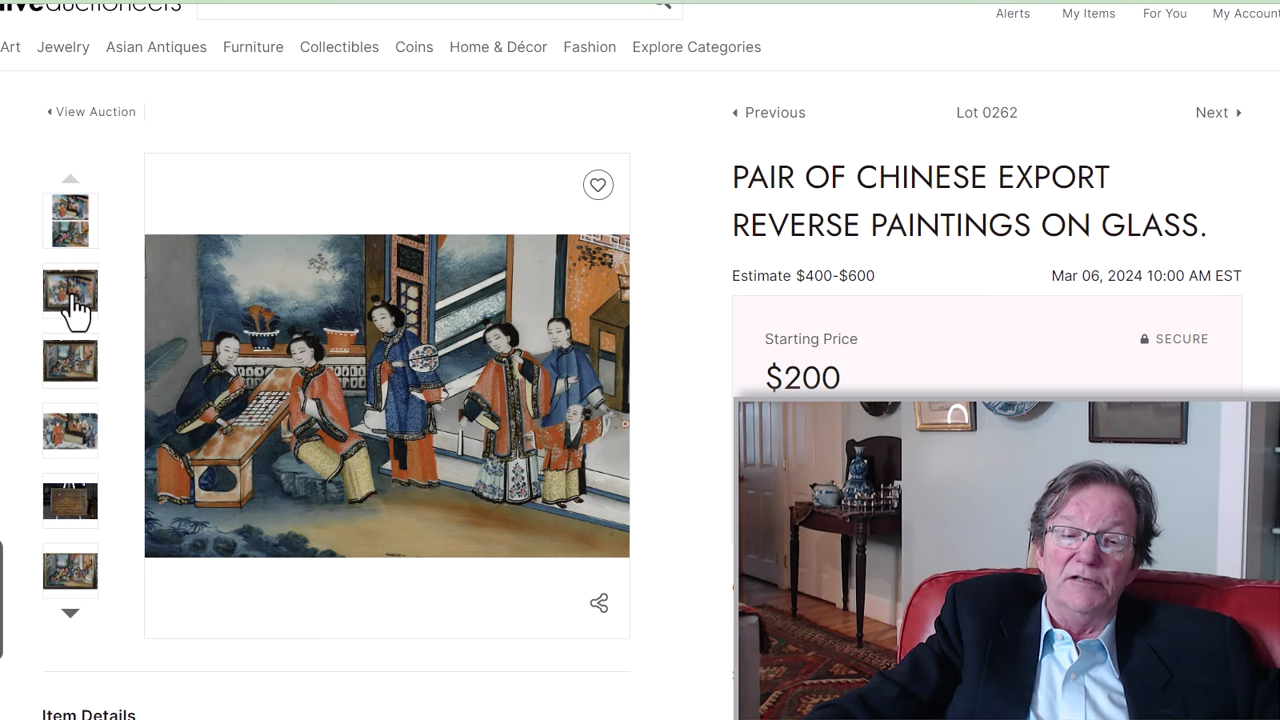 liveauctioneers
Alerts My Items For You My Account
Art Jewelry Asian Antiques Furniture Collectibles Coins Home & Décor Fashion Explore Categories
View Auction
Previous Lot 0262 Next
PAIR OF CHINESE EXPORT
REVERSE PAINTINGS ON GLASS.
Estimate $400-$600 Mar 06, 2024 10:00 AM EST
Starting Price SECURE
$200
Item Details